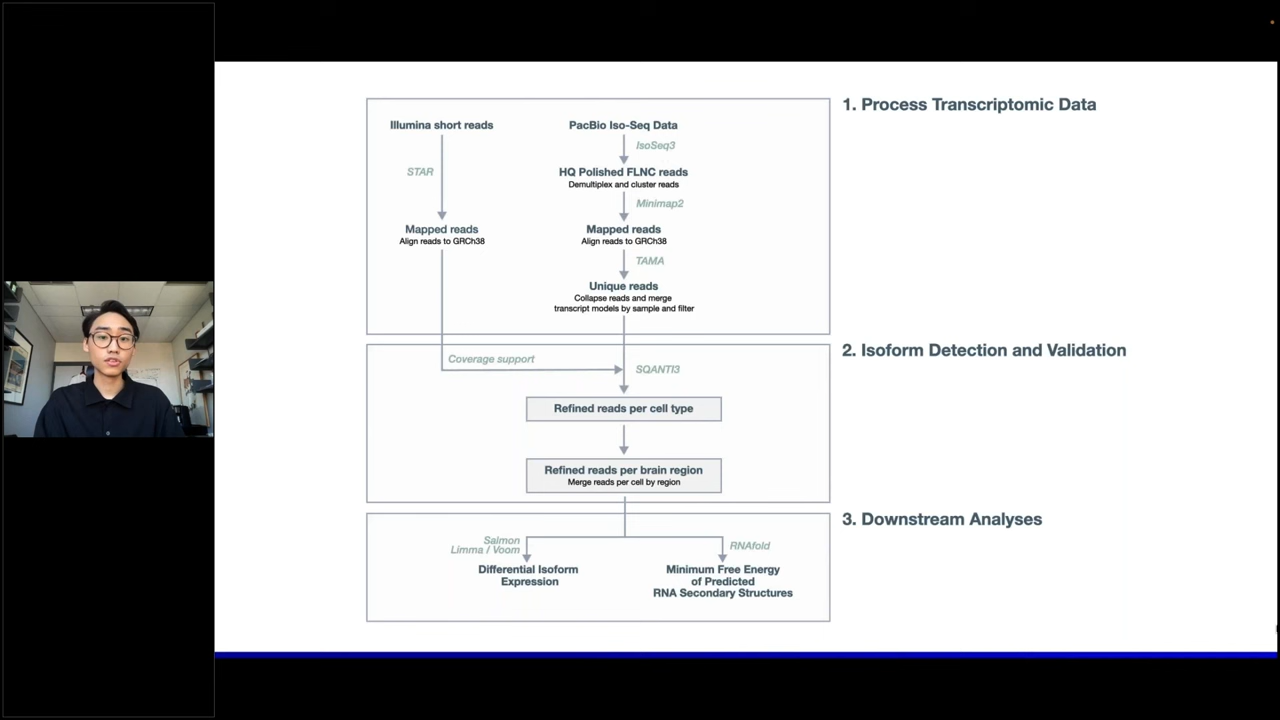 1. Process Transcriptomic Data
Illumina short reads
PacBio Iso-Seq Data
IsoSeq3
STAR
HQ Polished FLNC reads
Demultiplex and cluster reads
Minimap2
Mapped reads
Align reads to GRCh38
Mapped reads
Align reads to GRCh38
TAMA
Unique reads
Collapse reads and merge
transcript models by sample and filter
2. Isoform Detection and Validation
Coverage support
SQANTI3
Refined reads per cell type
Refined reads per brain region
Merge reads per cell by region
3. Downstream Analyses
Salmon
Limma / Voom
RNAfold
Differential Isoform
Expression
Minimum Free Energy
of Predicted
RNA Secondary Structures